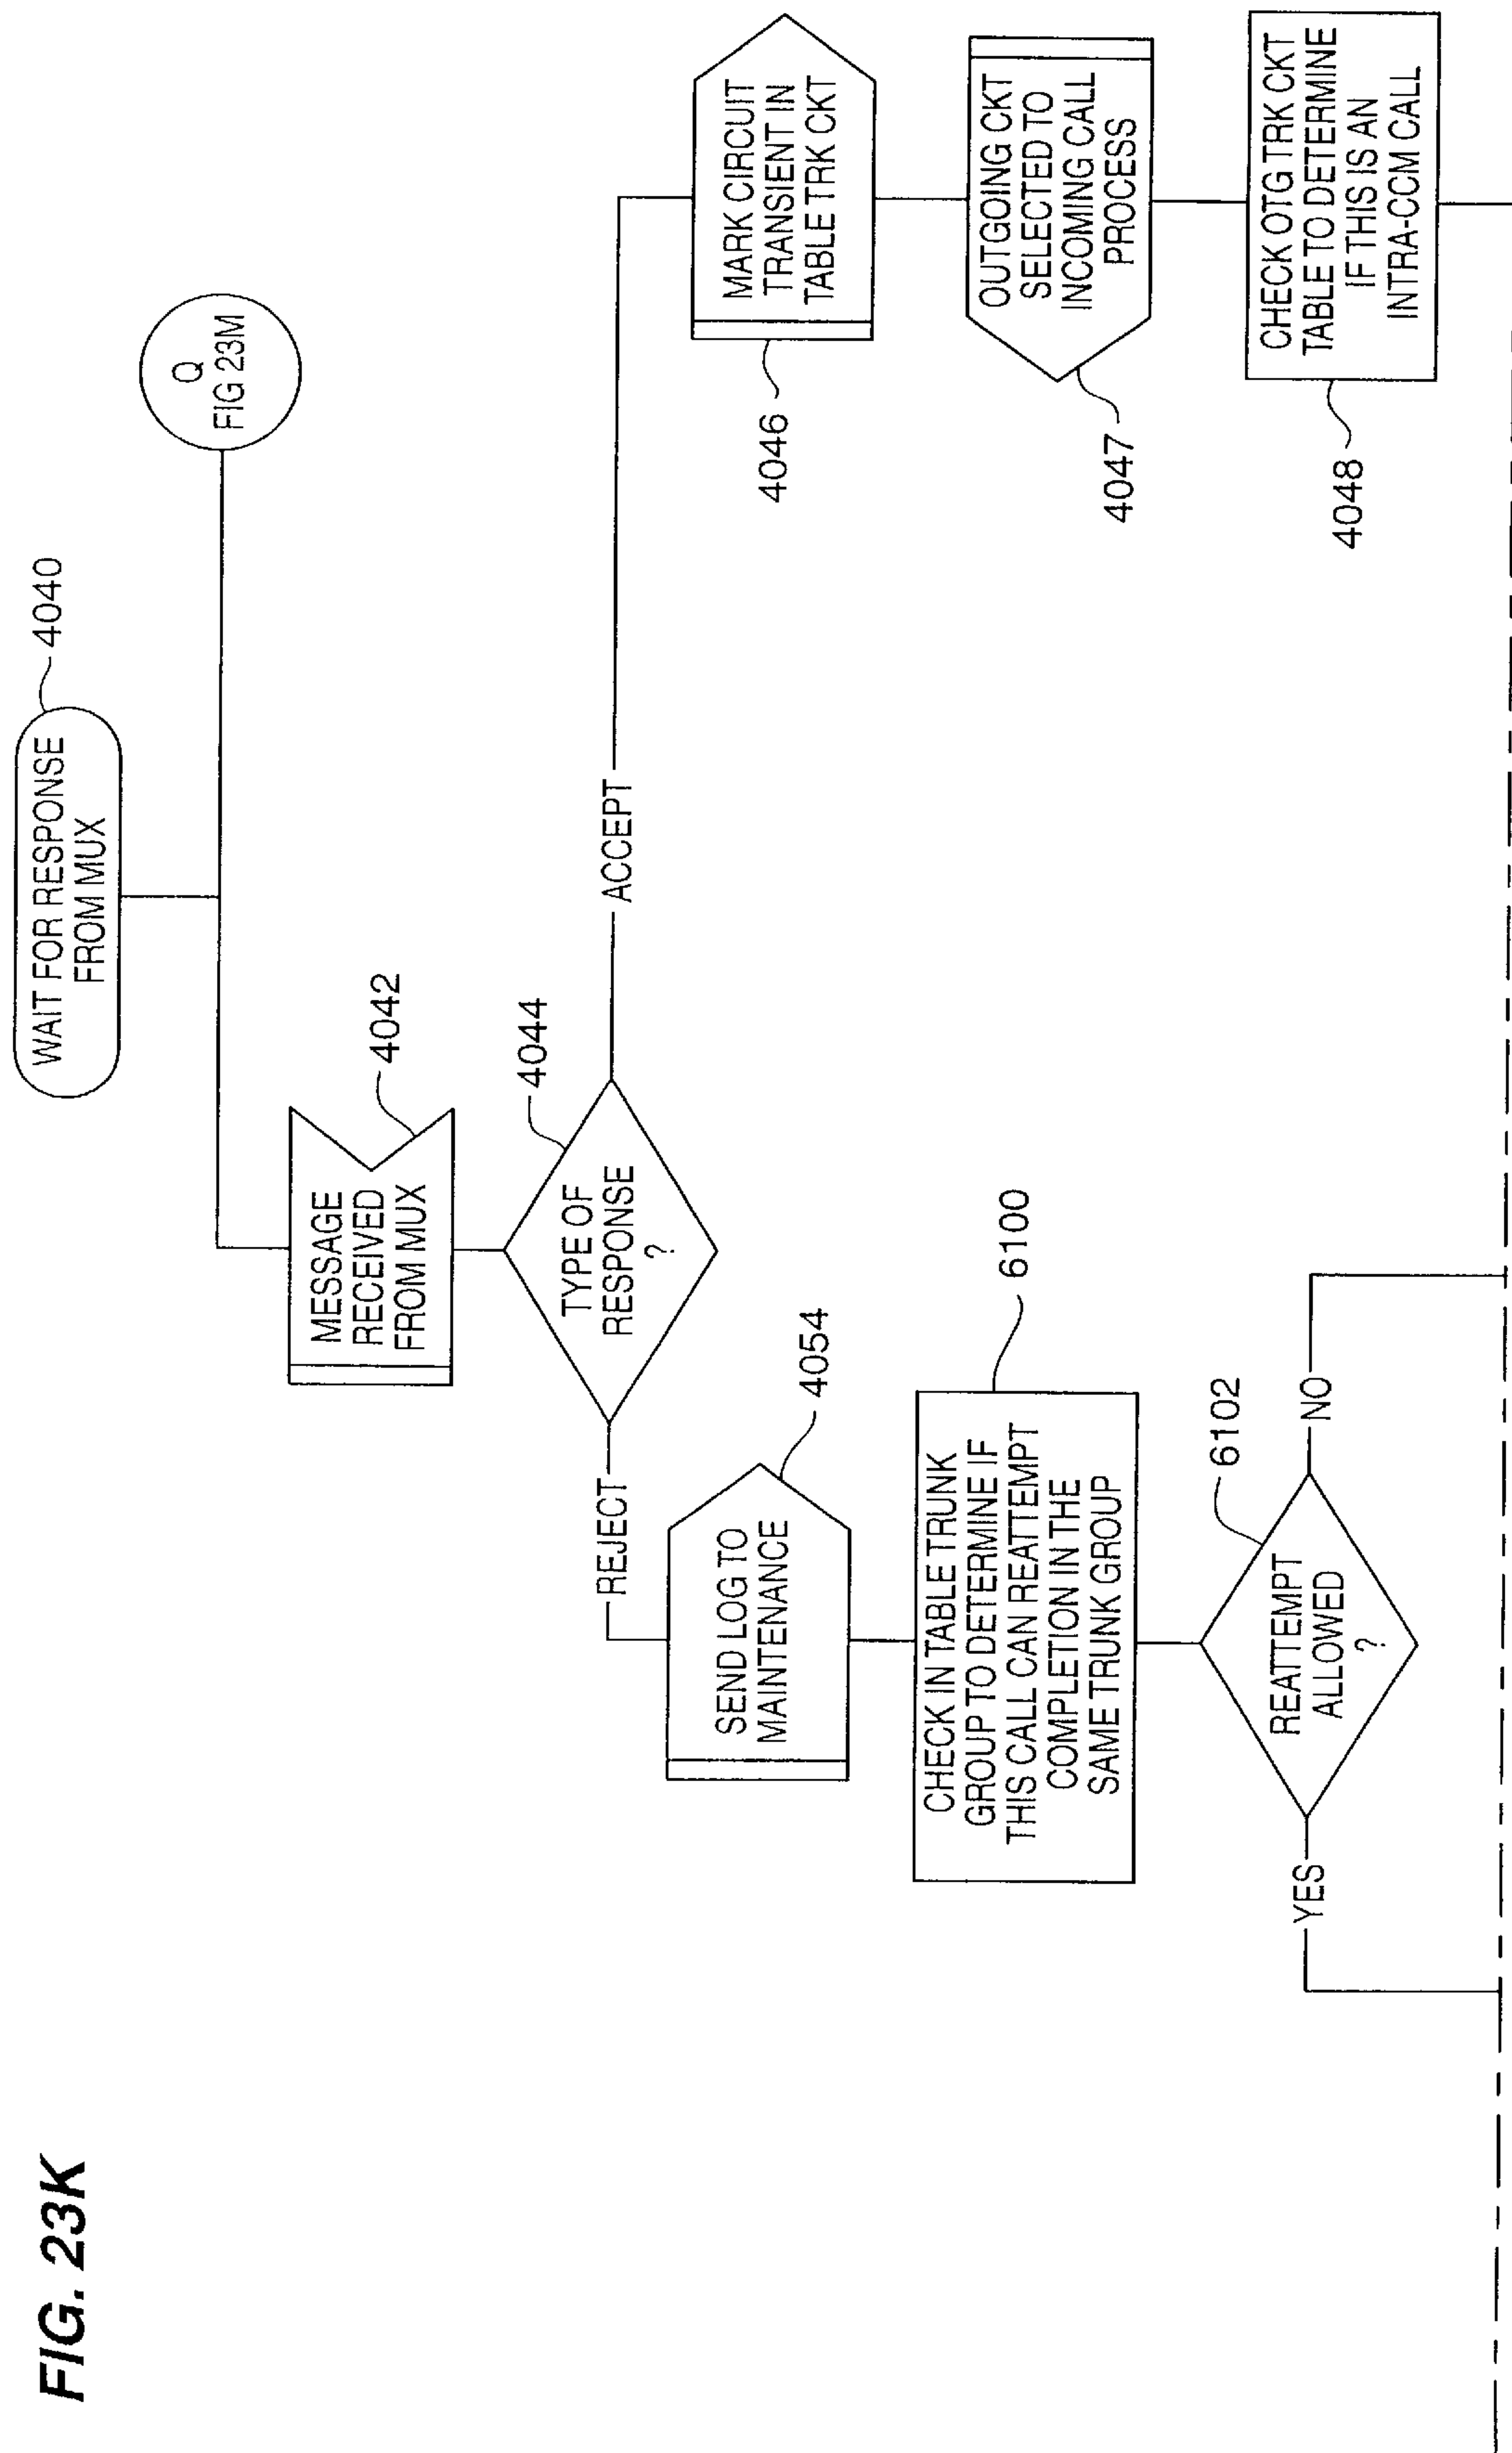 FIG. 23K
WAIT FOR RESPONSE
FROM MUX
4040
Q
FIG 23M
MESSAGE
RECEIVED
FROM MUX
4042
TYPE OF
RESPONSE
?
4044
REJECT
ACCEPT
SEND LOG TO
MAINTENANCE
4054
CHECK IN TABLE TRUNK
GROUP TO DETERMINE IF
THIS CALL CAN REATTEMPT
COMPLETION IN THE
SAME TRUNK GROUP
6100
REATTEMPT
ALLOWED
?
6102
YES
NO
MARK CIRCUIT
TRANSIENT IN
TABLE TRK CKT
4046
OUTGOING CKT
SELECTED TO
INCOMING CALL
PROCESS
4047
CHECK OTG TRK CKT
TABLE TO DETERMINE
IF THIS IS AN
INTRA-CCM CALL
4048